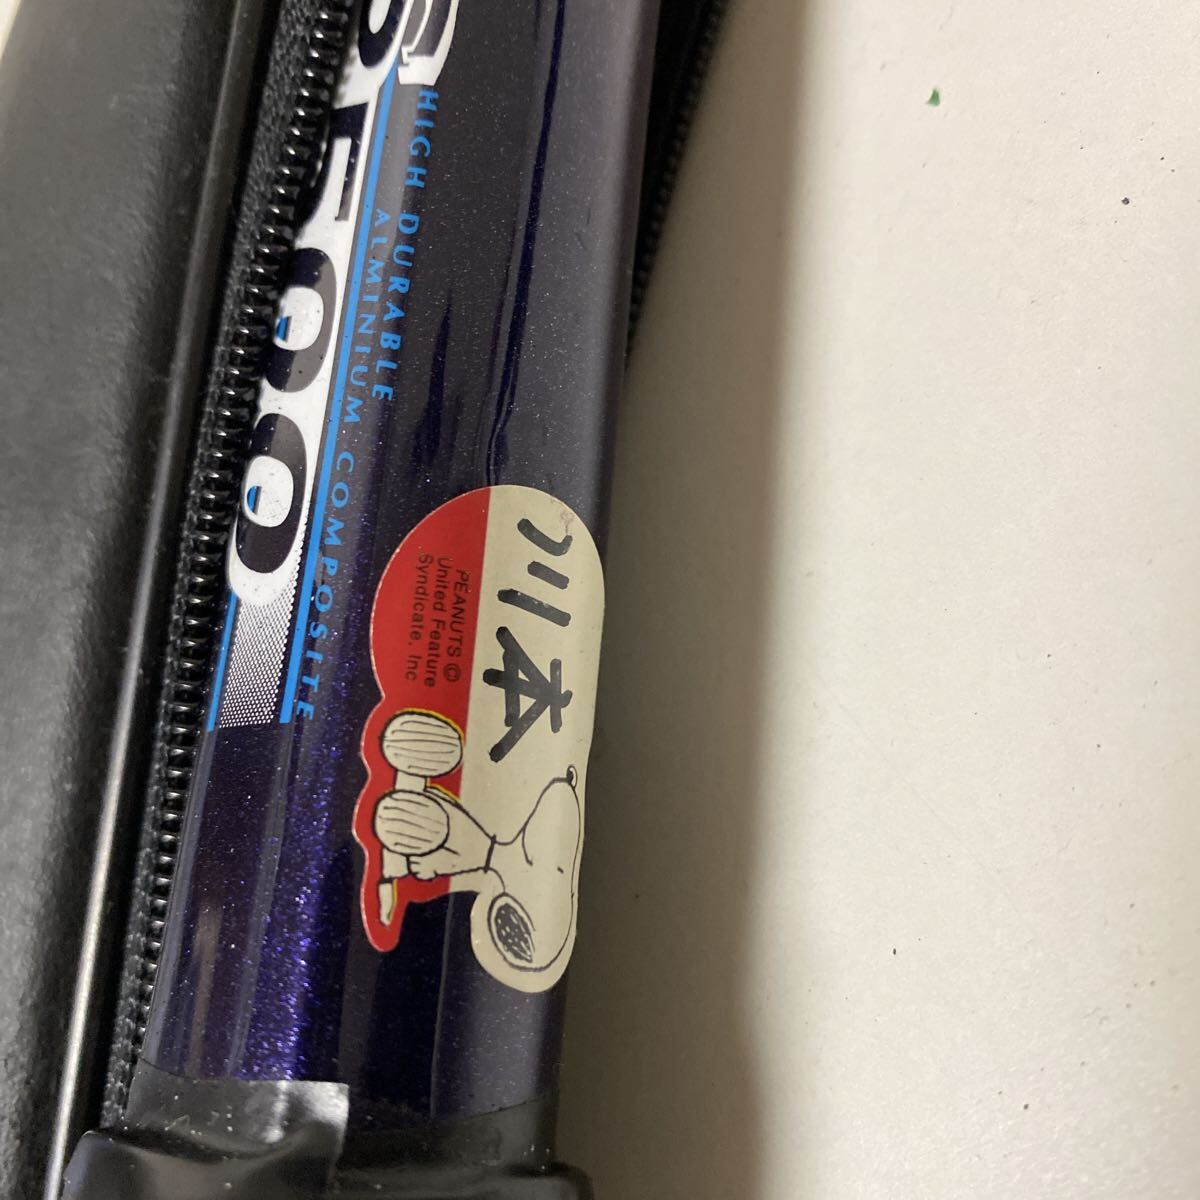 HIGH DURABLE
ALMINIUM COMPOSITE
川本
PEANUTS ©
United Feature
Syndicate, Inc